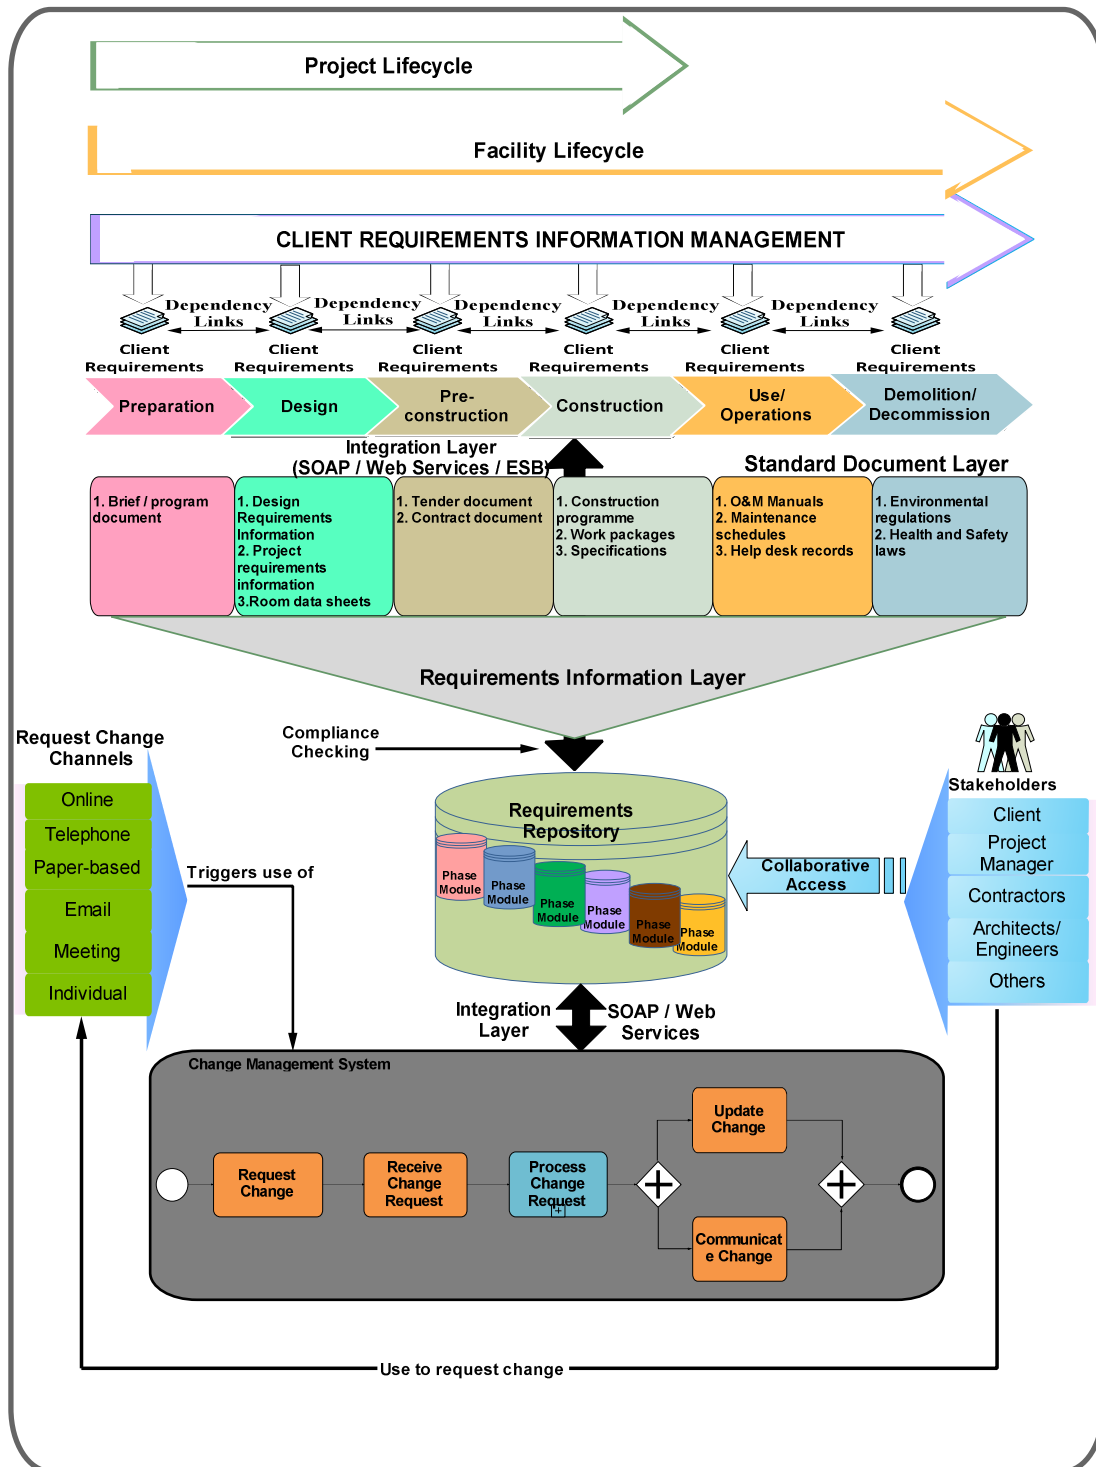 Project Lifecycle
Facility Lifecycle
CLIENT REQUIREMENTS INFORMATION MANAGEMENT
Dependency
Links
Dependency
Links
Dependency
Links
Dependency
Links
Dependency
Links
Client
Requirements
Client
Requirements
Client
Requirements
Client
Requirements
Client
Requirements
Client
Requirements
Preparation
Design
Pre-
construction
Construction
Use/
Operations
Demolition/
Decommission
Integration Layer
(SOAP / Web Services / ESB)
Standard Document Layer
1. Brief / program
document
1. Design
Requirements
Information
2. Project
requirements
information
3.Room data sheets
1. Tender document
2. Contract document
1. Construction
programme
2. Work packages
3. Specifications
1. O&M Manuals
2. Maintenance
schedules
3. Help desk records
1. Environmental
regulations
2. Health and Safety
laws
Requirements Information Layer
Compliance
Checking
Request Change
Channels
Online
Telephone
Paper-based
Email
Meeting
Individual
Triggers use of
Requirements
Repository
Phase
Module
Phase
Module
Phase
Module
Phase
Module
Phase
Module
Phase
Module
Collaborative
Access
Stakeholders
Client
Project
Manager
Contractors
Architects/
Engineers
Others
Integration
Layer
SOAP / Web
Services
Change Management System
Request
Change
Receive
Change
Request
Process
Change
Request
Update
Change
Communicat
e Change
Use to request change